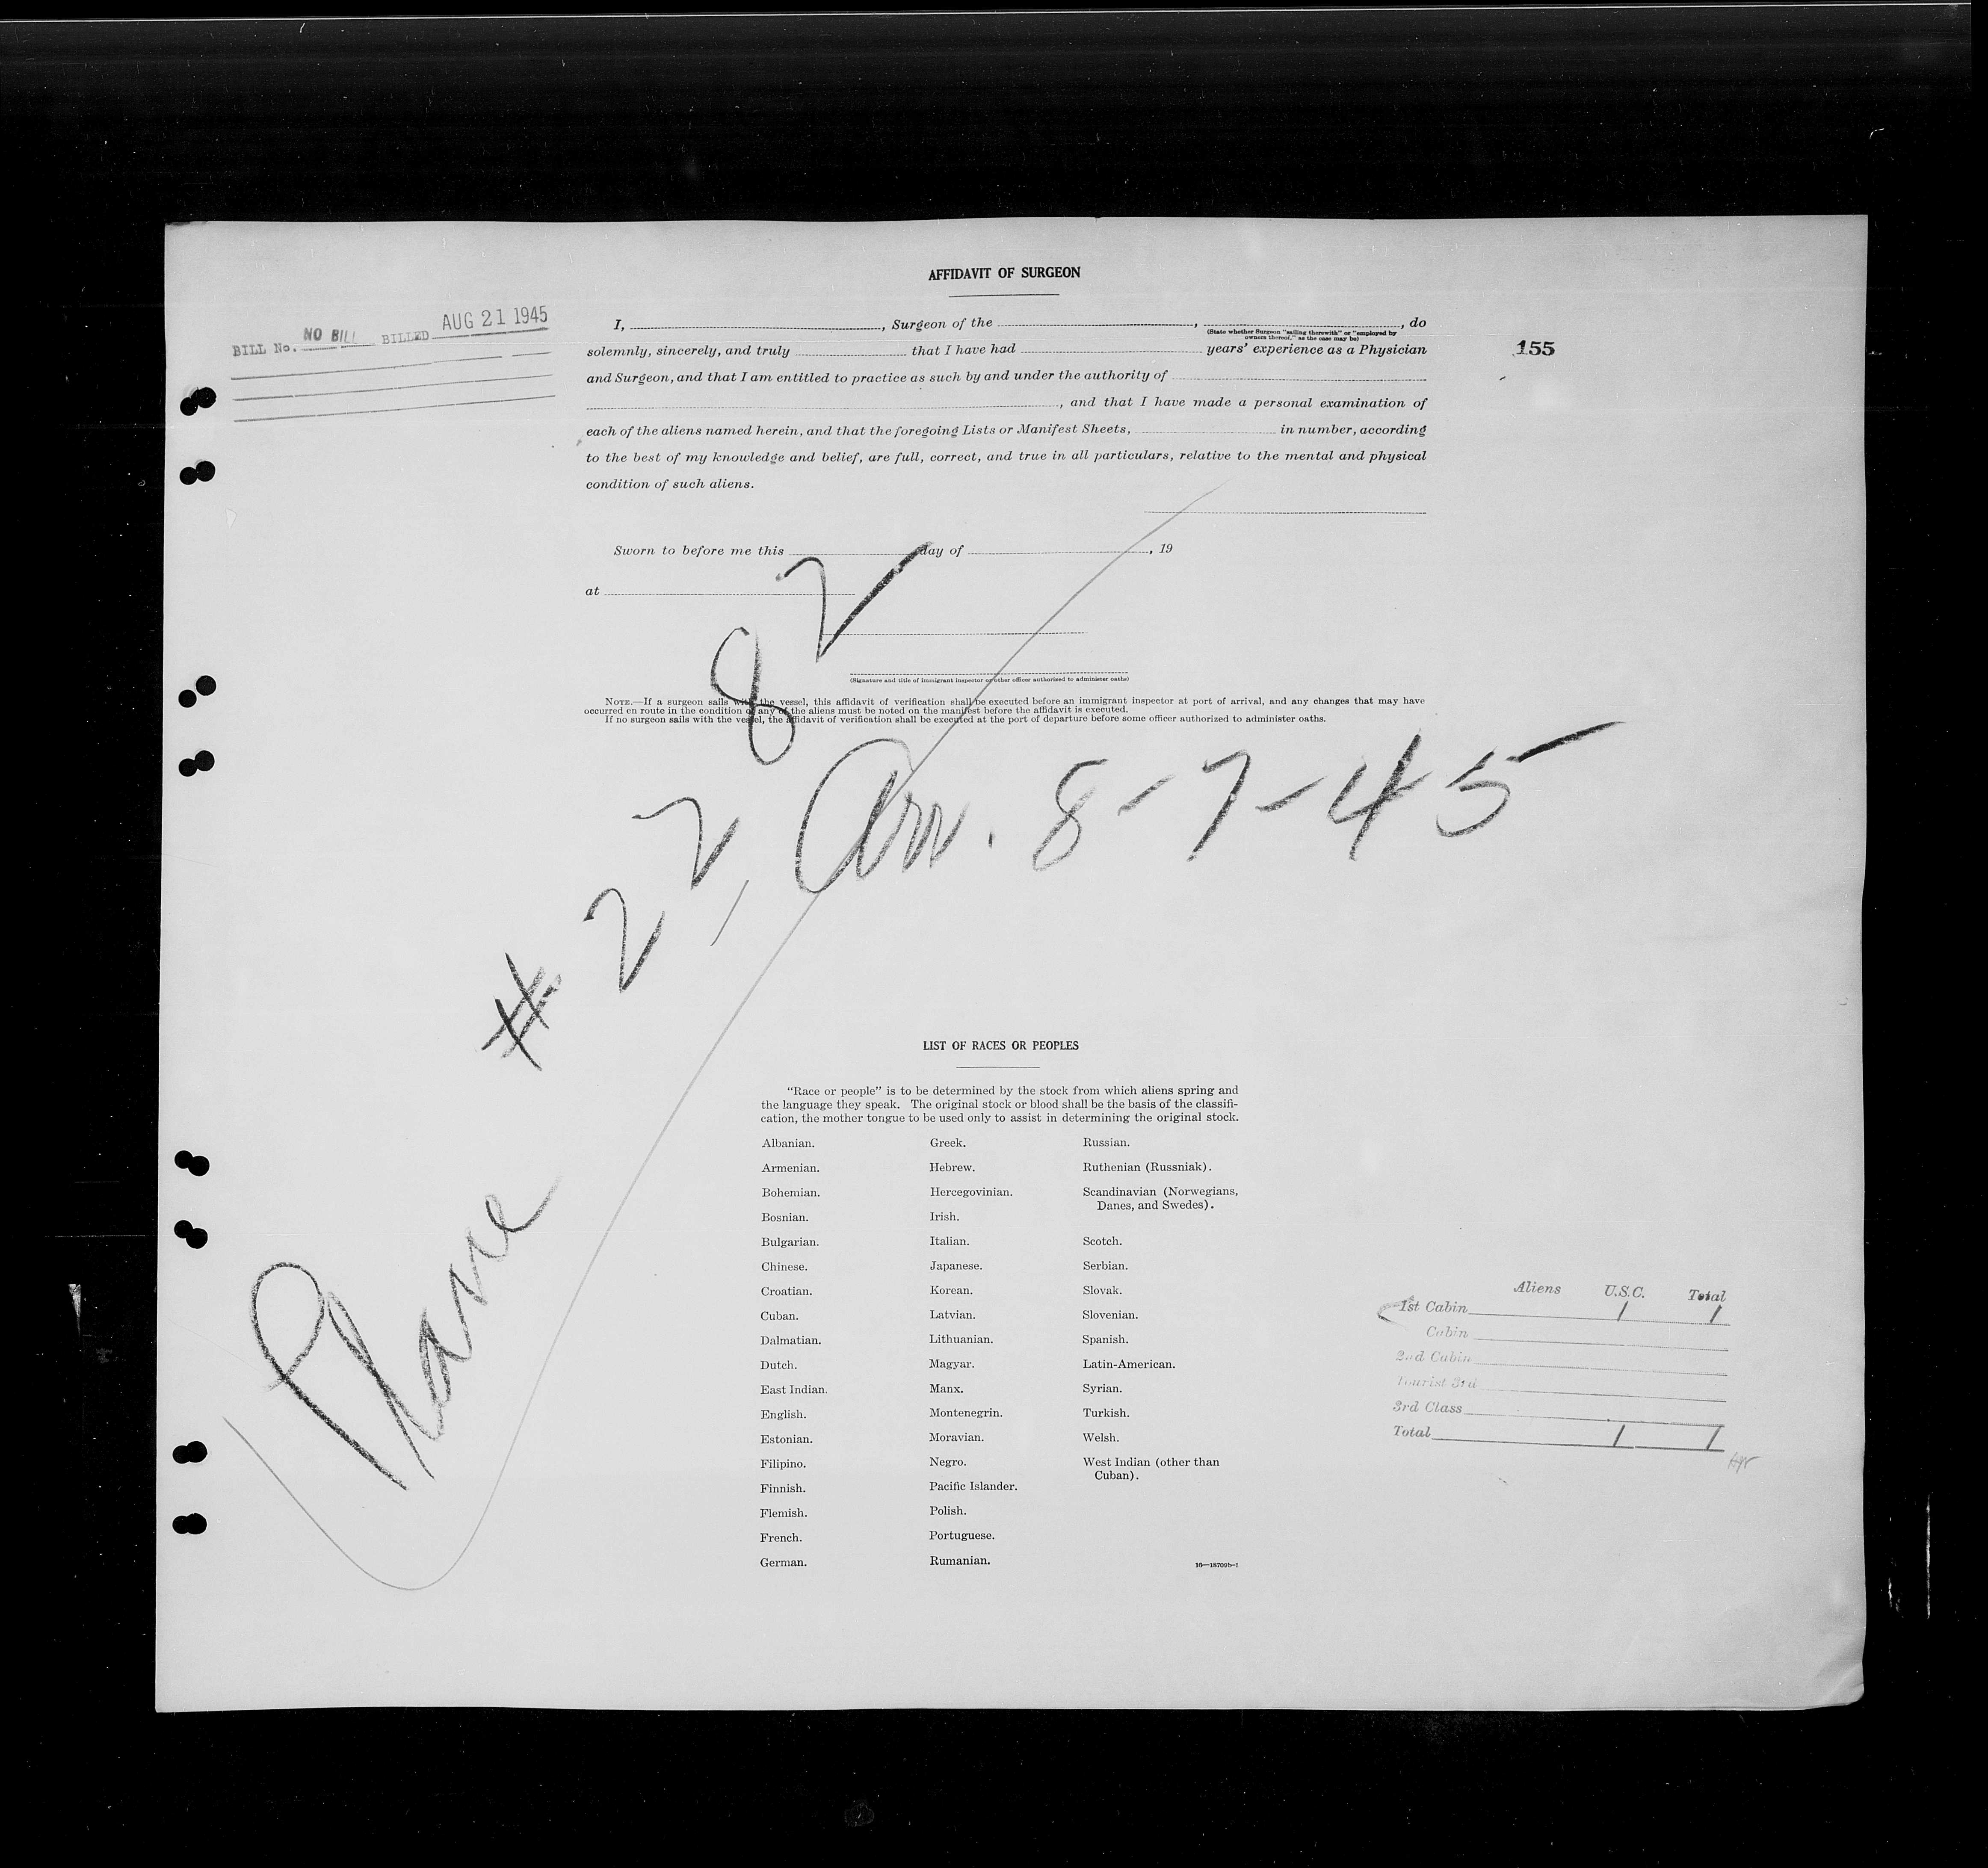 AFFIDAVIT OF SURGEON
BILL No. NO BILL BILLED AUG 21 1945
155
I, , Surgeon of the , , do
(State whether Surgeon "sailing therewith" or "employed by
owners thereof," as the case may be)
solemnly, sincerely, and truly that I have had years' experience as a Physician
and Surgeon, and that I am entitled to practice as such by and under the authority of
, and that I have made a personal examination of
each of the aliens named herein, and that the foregoing Lists or Manifest Sheets, in number, according
to the best of my knowledge and belief, are full, correct, and true in all particulars, relative to the mental and physical
condition of such aliens.
Sworn to before me this day of , 19
at
(Signature and title of immigrant inspector or other officer authorized to administer oaths)
NOTE.—If a surgeon sails with the vessel, this affidavit of verification shall be executed before an immigrant inspector at port of arrival, and any changes that may have
occurred en route in the condition of any of the aliens must be noted on the manifest before the affidavit is executed.
If no surgeon sails with the vessel, the affidavit of verification shall be executed at the port of departure before some officer authorized to administer oaths.
Plane # 22,82
Arr. 8-7-45
LIST OF RACES OR PEOPLES
"Race or people" is to be determined by the stock from which aliens spring and
the language they speak. The original stock or blood shall be the basis of the classifi-
cation, the mother tongue to be used only to assist in determining the original stock.
Albanian.
Armenian.
Bohemian.
Bosnian.
Bulgarian.
Chinese.
Croatian.
Cuban.
Dalmatian.
Dutch.
East Indian.
English.
Estonian.
Filipino.
Finnish.
Flemish.
French.
German.
Greek.
Hebrew.
Hercegovinian.
Irish.
Italian.
Japanese.
Korean.
Latvian.
Lithuanian.
Magyar.
Manx.
Montenegrin.
Moravian.
Negro.
Pacific Islander.
Polish.
Portuguese.
Rumanian.
Russian.
Ruthenian (Russniak).
Scandinavian (Norwegians,
Danes, and Swedes).
Scotch.
Serbian.
Slovak.
Slovenian.
Spanish.
Latin-American.
Syrian.
Turkish.
Welsh.
West Indian (other than
Cuban).
16—18709b-1
Aliens U.S.C. Total
1st Cabin 1 1
Cabin
2nd Cabin
Tourist 3rd
3rd Class
Total 1 1